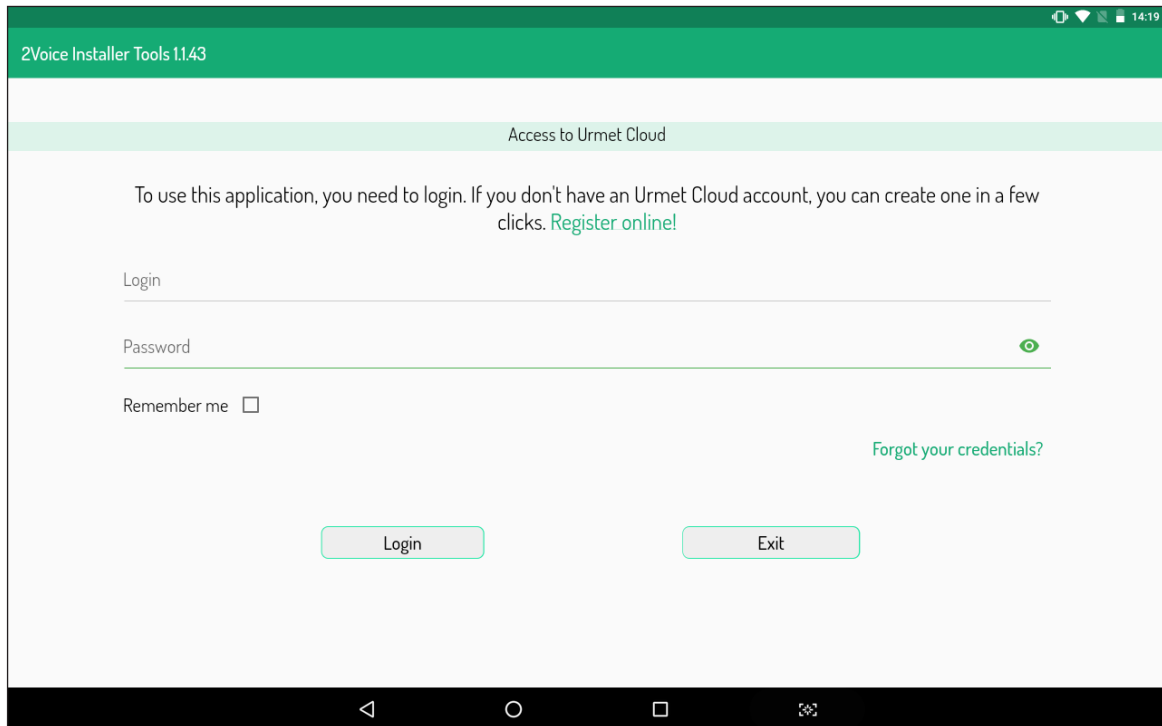 14:19
2Voice Installer Tools 1.1.43
Access to Urmet Cloud
To use this application, you need to login. If you don't have an Urmet Cloud account, you can create one in a few
clicks. Register online!
Login
Password
Remember me
Forgot your credentials?
Login Exit